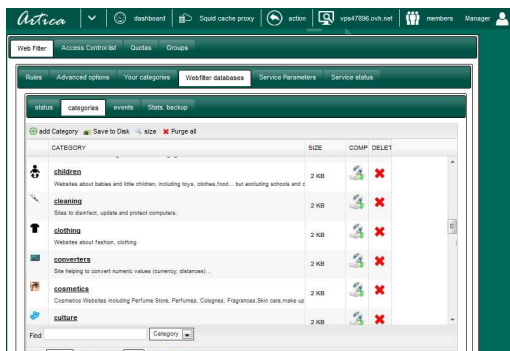 Artica dashboard Squid cache proxy action vps47896.ovh.net members Manager
Web Filter Access Control list Quotas Groups
Rules Advanced options Your categories Webfilter databases Service Parameters Service status
status categories events Stats. backup
add Category Save to Disk size Purge all
CATEGORY SIZE COMP DELET
children 2 KB
Websites about babies and little children, including toys, clothes,food... but excluding schools and c
cleaning 2 KB
Sites to disinfect, update and protect computers.
clothing 2 KB
Websites about fashion, clothing
converters 2 KB
Site helping to convert numeric values (currency, distances)...
cosmetics 2 KB
Cosmetics Websites including Perfume Store, Perfumes, Colognes, Fragrances,Skin care,make up
culture 2 KB
Find Category